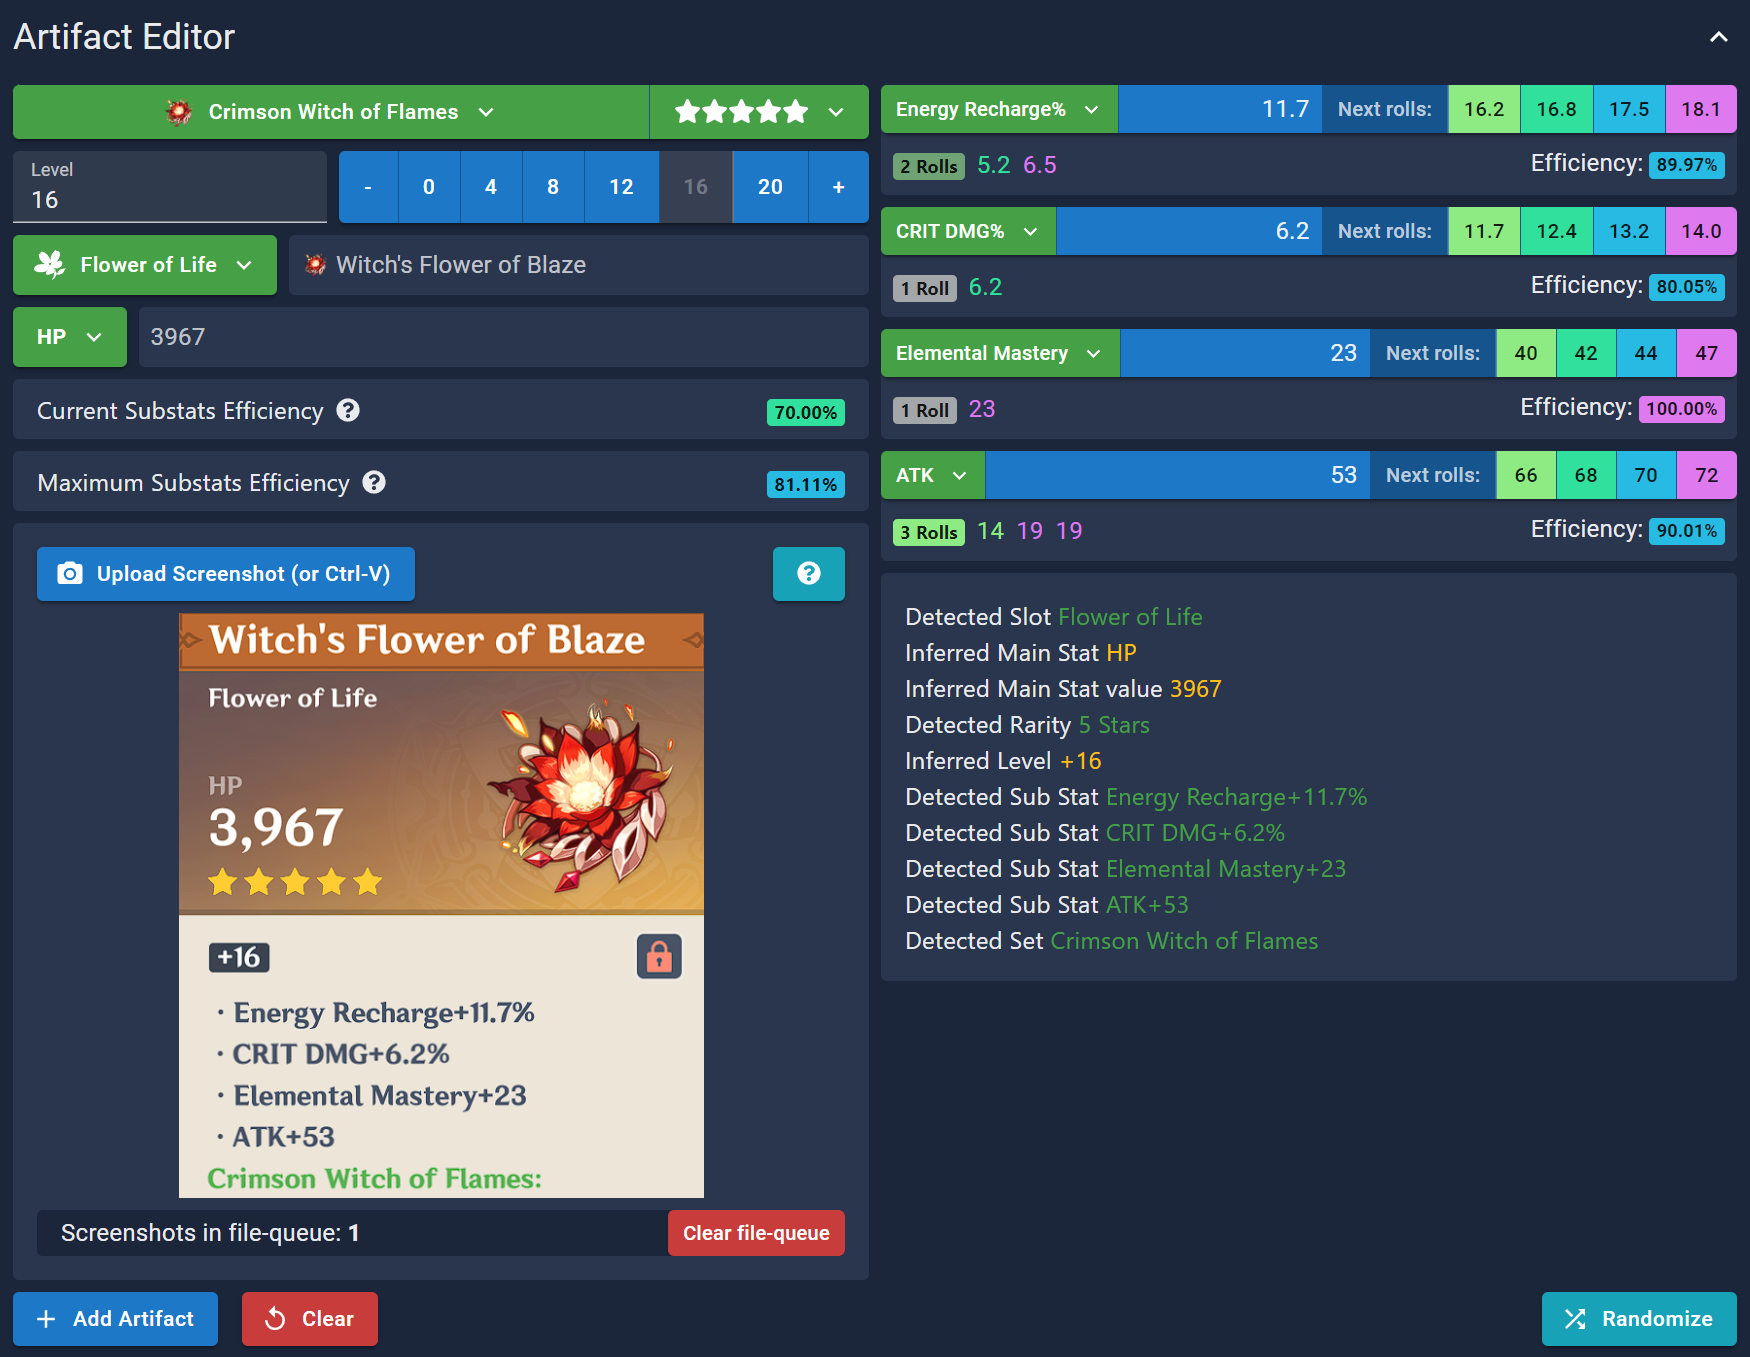 Artifact Editor
Crimson Witch of Flames
Level
16
- 0 4 8 12 16 20 +
Flower of Life
Witch's Flower of Blaze
HP
3967
Current Substats Efficiency
70.00%
Maximum Substats Efficiency
81.11%
Upload Screenshot (or Ctrl-V)
Witch's Flower of Blaze
Flower of Life
HP
3,967
+16
· Energy Recharge+11.7%
· CRIT DMG+6.2%
· Elemental Mastery+23
· ATK+53
Crimson Witch of Flames:
Screenshots in file-queue: 1
Clear file-queue
Energy Recharge% 11.7 Next rolls: 16.2 16.8 17.5 18.1
2 Rolls 5.2 6.5 Efficiency: 89.97%
CRIT DMG% 6.2 Next rolls: 11.7 12.4 13.2 14.0
1 Roll 6.2 Efficiency: 80.05%
Elemental Mastery 23 Next rolls: 40 42 44 47
1 Roll 23 Efficiency: 100.00%
ATK 53 Next rolls: 66 68 70 72
3 Rolls 14 19 19 Efficiency: 90.01%
Detected Slot Flower of Life
Inferred Main Stat HP
Inferred Main Stat value 3967
Detected Rarity 5 Stars
Inferred Level +16
Detected Sub Stat Energy Recharge+11.7%
Detected Sub Stat CRIT DMG+6.2%
Detected Sub Stat Elemental Mastery+23
Detected Sub Stat ATK+53
Detected Set Crimson Witch of Flames
+ Add Artifact
Clear
Randomize